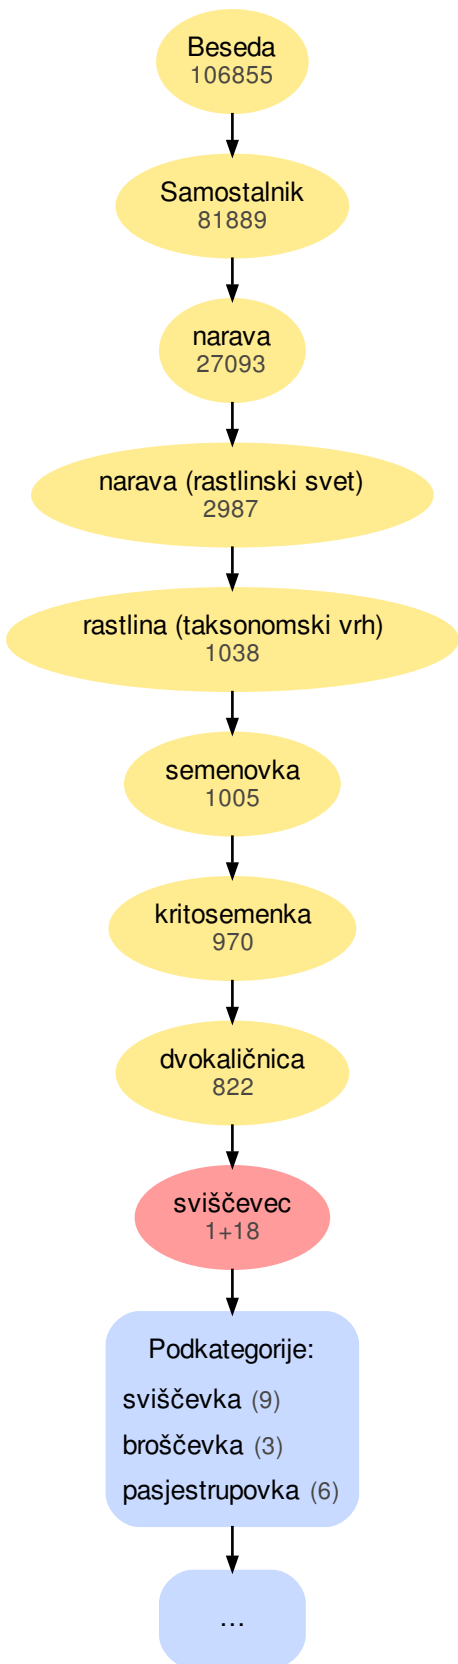 Beseda
106855
Samostalnik
81889
narava
27093
narava (rastlinski svet)
2987
rastlina (taksonomski vrh)
1038
semenovka
1005
kritosemenka
970
dvokaličnica
822
sviščevec
1+18
Podkategorije:
sviščevka (9)
broščevka (3)
pasjestrupovka (6)
...